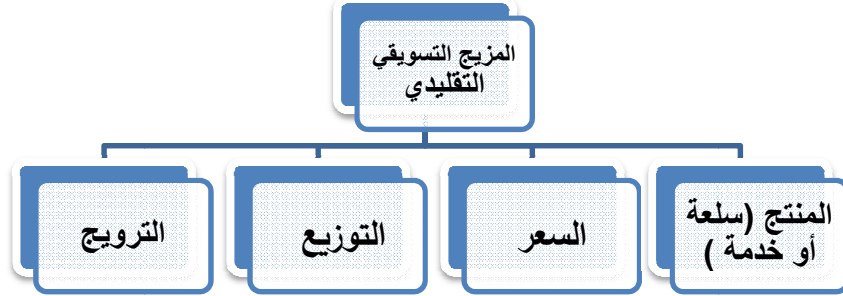 المزيج التسويقي
التقليدي
المنتج (سلعة
أو خدمة )
السعر
التوزيع
الترويج